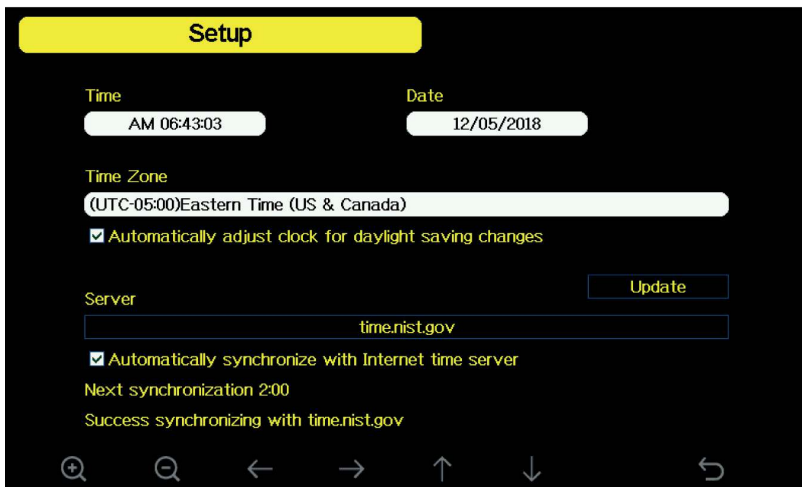 Setup
Time Date
AM 06:43:03 12/05/2018
Time Zone
(UTC-05:00)Eastern Time (US & Canada)
Automatically adjust clock for daylight saving changes
Update
Server
time.nist.gov
Automatically synchronize with Internet time server
Next synchronization 2:00
Success synchronizing with time.nist.gov